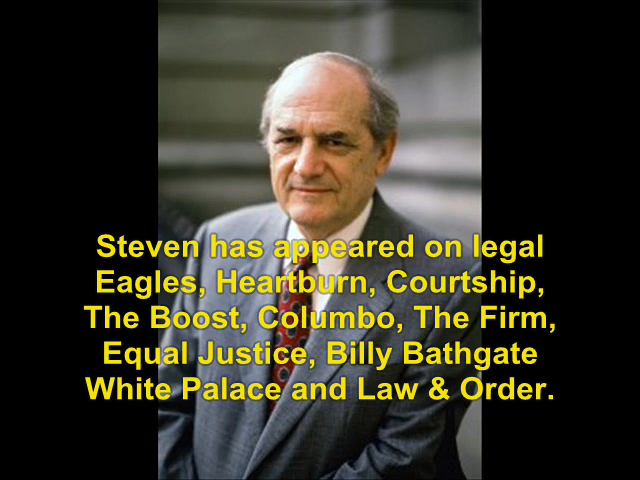 Steven has appeared on legal
Eagles, Heartburn, Courtship,
The Boost, Columbo, The Firm,
Equal Justice, Billy Bathgate
White Palace and Law & Order.